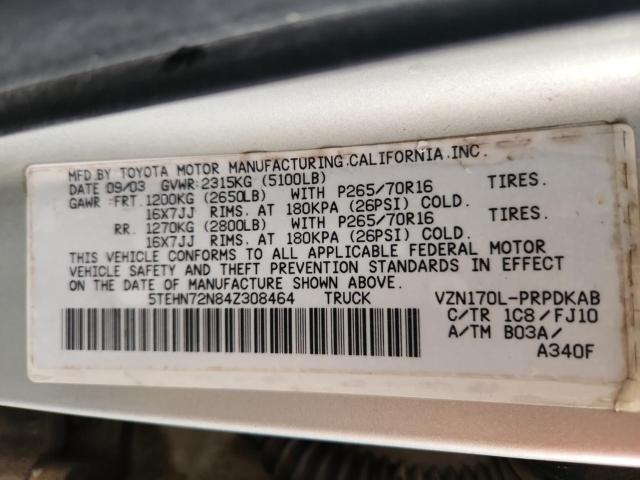 MFD.BY TOYOTA MOTOR MANUFACTURING,CALIFORNIA,INC.
DATE 09/03 GVWR:2315KG (5100LB)
GAWR :FRT. 1200KG (2650LB) WITH P265/70R16 TIRES.
16X7JJ RIMS. AT 180KPA (26PSI) COLD.
RR. 1270KG (2800LB) WITH P265/70R16 TIRES.
16X7JJ RIMS. AT 180KPA (26PSI) COLD.
THIS VEHICLE CONFORMS TO ALL APPLICABLE FEDERAL MOTOR
VEHICLE SAFETY AND THEFT PREVENTION STANDARDS IN EFFECT
ON THE DATE OF MANUFACTURE SHOWN ABOVE.
5TEHN72N84Z308464 TRUCK VZN170L-PRPDKAB
C/TR 1C8/FJ10
A/TM B03A/
A340F